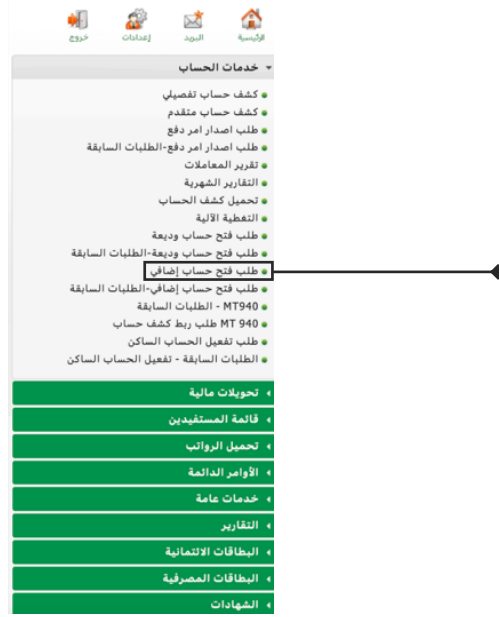 الرئيسية البريد إعدادات خروج
خدمات الحساب
كشف حساب تفصيلي
كشف حساب متقدم
طلب اصدار امر دفع
طلب اصدار امر دفع-الطلبات السابقة
تقرير المعاملات
التقارير الشهرية
تحميل كشف الحساب
التغطية الآلية
طلب فتح حساب وديعة
طلب فتح حساب وديعة-الطلبات السابقة
طلب فتح حساب إضافي
طلب فتح حساب إضافي-الطلبات السابقة
MT940 - الطلبات السابقة
MT 940 طلب ربط كشف حساب
طلب تفعيل الحساب الساكن
الطلبات السابقة - تفعيل الحساب الساكن
تحويلات مالية
قائمة المستفيدين
تحميل الرواتب
الأوامر الدائمة
خدمات عامة
التقارير
البطاقات الائتمانية
البطاقات المصرفية
الشهادات